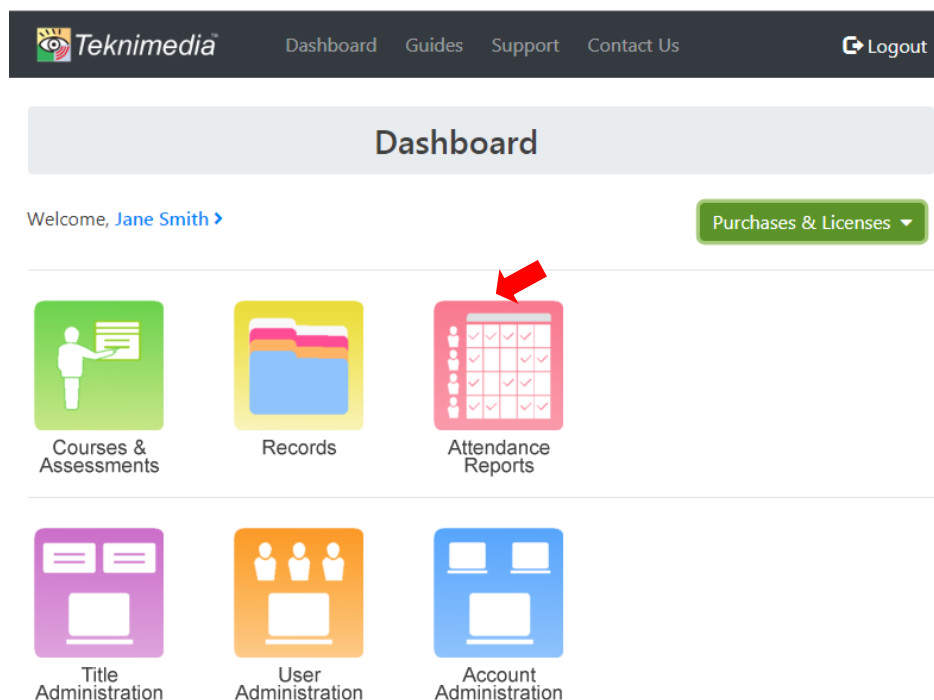 Teknimedia™ Dashboard Guides Support Contact Us Logout
Dashboard
Welcome, Jane Smith
Purchases & Licenses
Courses &
Assessments
Records
Attendance
Reports
Title
Administration
User
Administration
Account
Administration